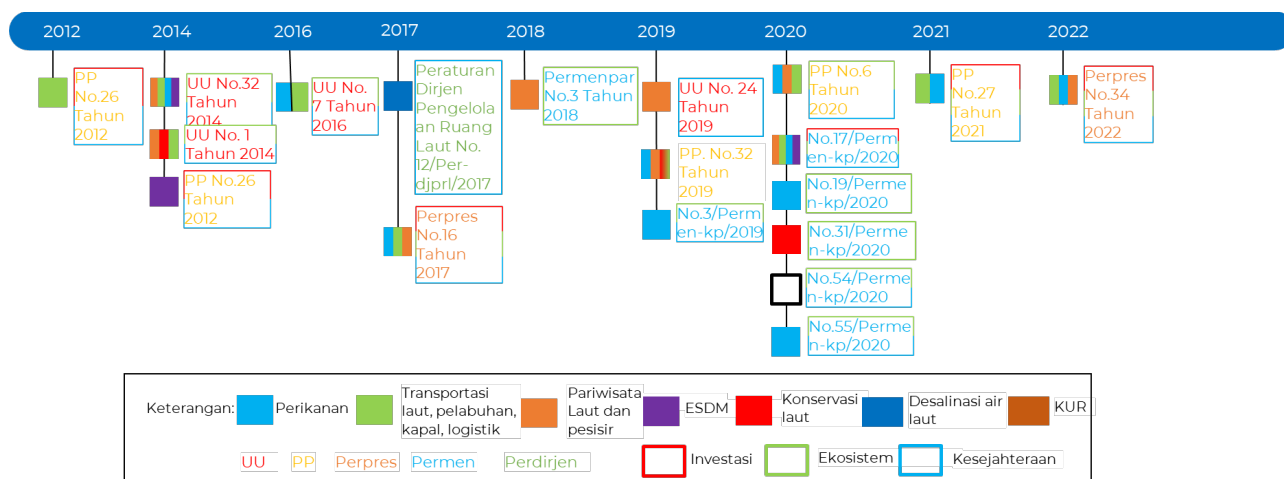 2012
2014
2016
2017
2018
2019
2020
2021
2022
PP
No.26
Tahun
2012
UU No.32
Tahun
2014
UU No. 1
Tahun 2014
PP No.26
Tahun
2012
UU No.
7 Tahun
2016
Peraturan
Dirjen
Pengelola
an Ruang
Laut No.
12/Per-
djprl/2017
Perpres
No.16
Tahun
2017
Permenpar
No.3 Tahun
2018
UU No. 24
Tahun
2019
PP. No.32
Tahun
2019
No.3/Perm
en-kp/2019
PP No.6
Tahun
2020
No.17/Perm
en-kp/2020
No.19/Perme
n-kp/2020
No.31/Perme
n-kp/2020
No.54/Perme
n-kp/2020
No.55/Perme
n-kp/2020
PP
No.27
Tahun
2021
Perpres
No.34
Tahun
2022
Keterangan:
Perikanan
Transportasi
laut, pelabuhan,
kapal, logistik
Pariwisata
Laut dan
pesisir
ESDM
Konservasi
laut
Desalinasi air
laut
KUR
UU
PP
Perpres
Permen
Perdirjen
Investasi
Ekosistem
Kesejahteraan